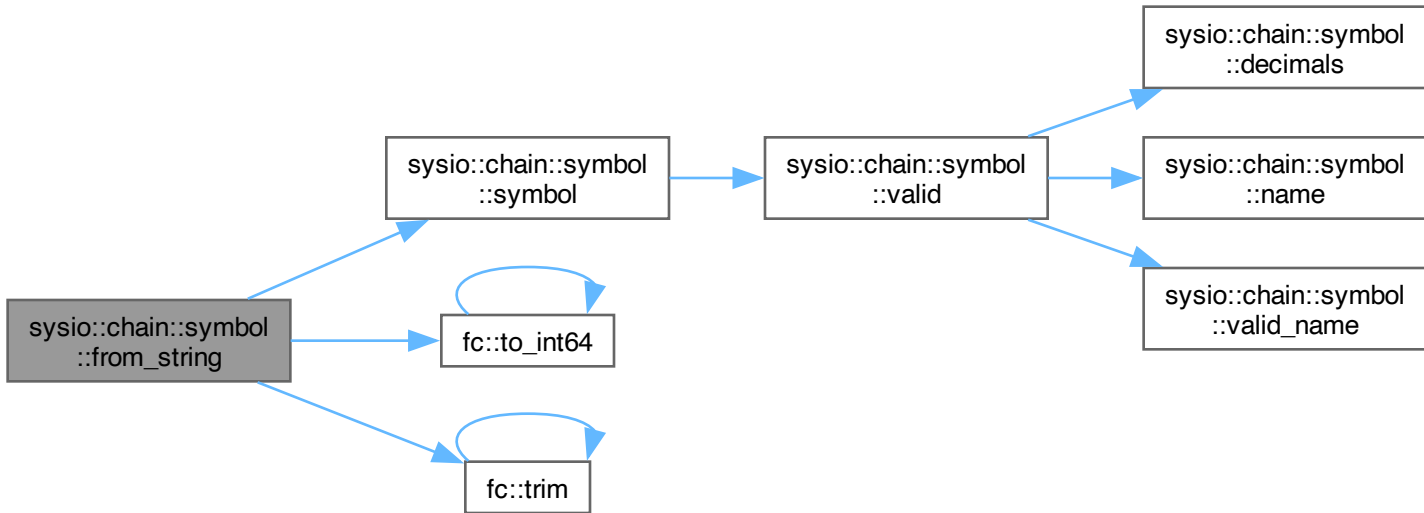 sysio::chain::symbol
::from_string
sysio::chain::symbol
::symbol
fc::to_int64
fc::trim
sysio::chain::symbol
::valid
sysio::chain::symbol
::decimals
sysio::chain::symbol
::name
sysio::chain::symbol
::valid_name